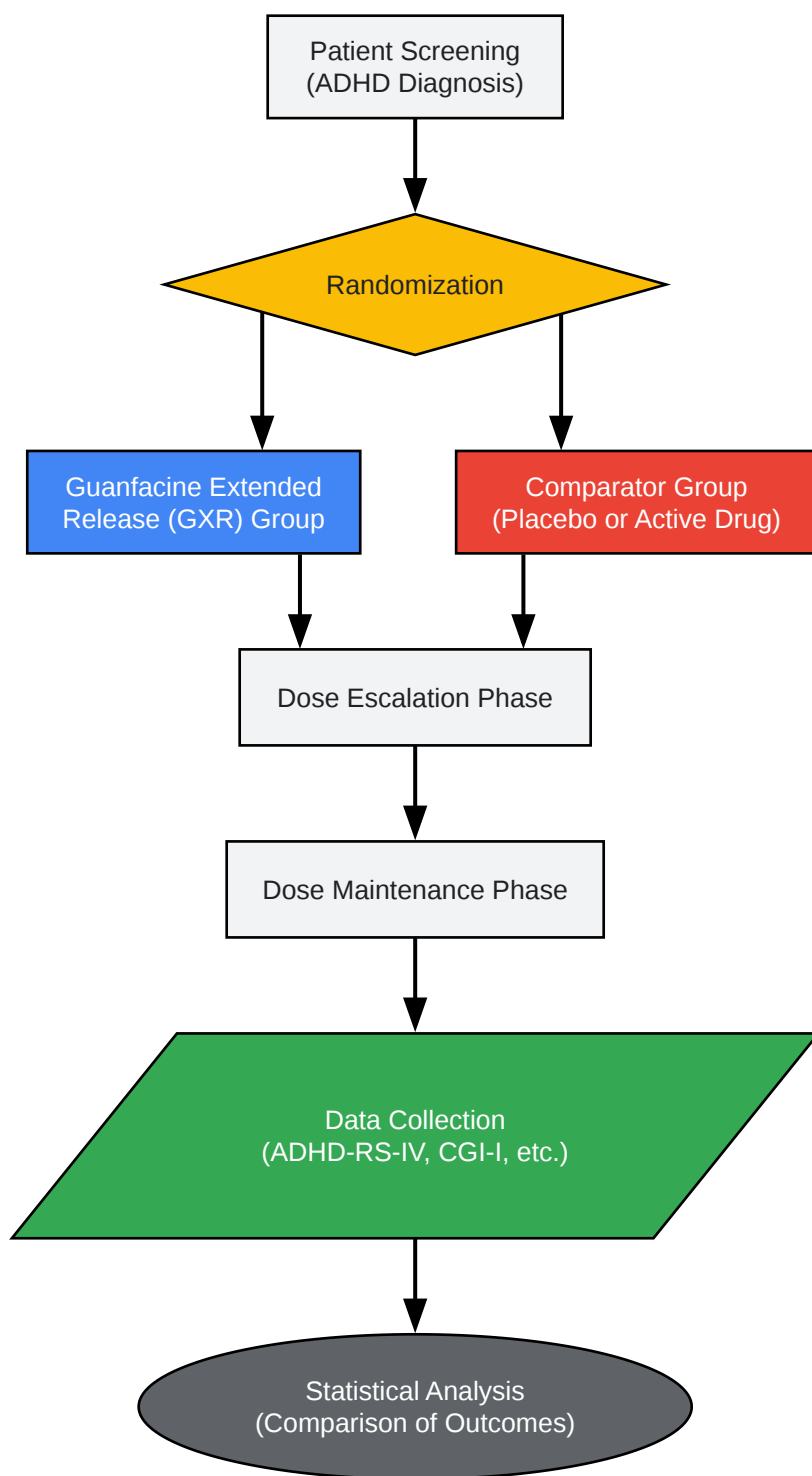 Patient Screening
(ADHD Diagnosis)
Randomization
Guanfacine Extended
Release (GXR) Group
Comparator Group
(Placebo or Active Drug)
Dose Escalation Phase
Dose Maintenance Phase
Data Collection
(ADHD-RS-IV, CGI-I, etc.)
Statistical Analysis
(Comparison of Outcomes)